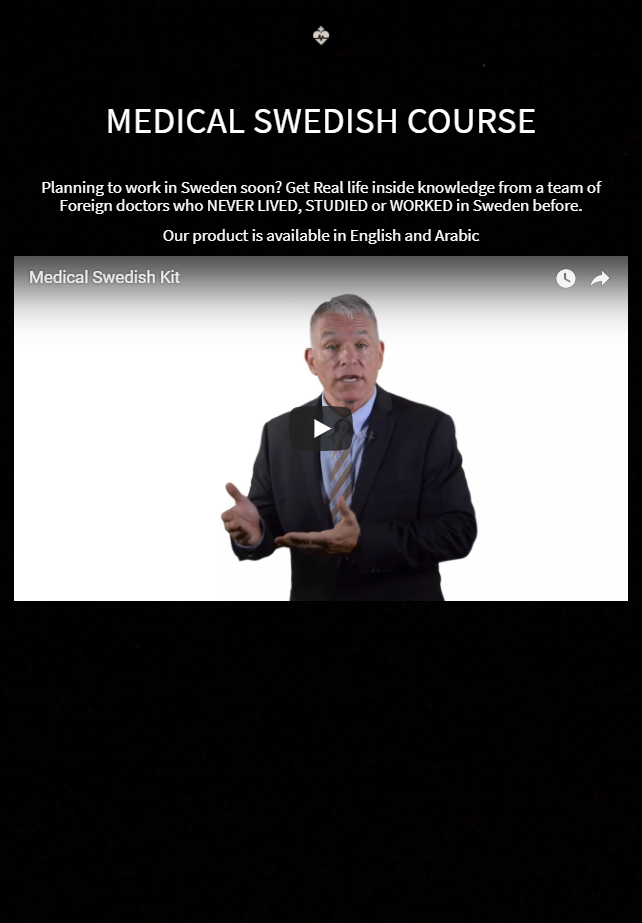 MEDICAL SWEDISH COURSE
Planning to work in Sweden soon? Get Real life inside knowledge from a team of
Foreign doctors who NEVER LIVED, STUDIED or WORKED in Sweden before.
Our product is available in English and Arabic
Medical Swedish Kit